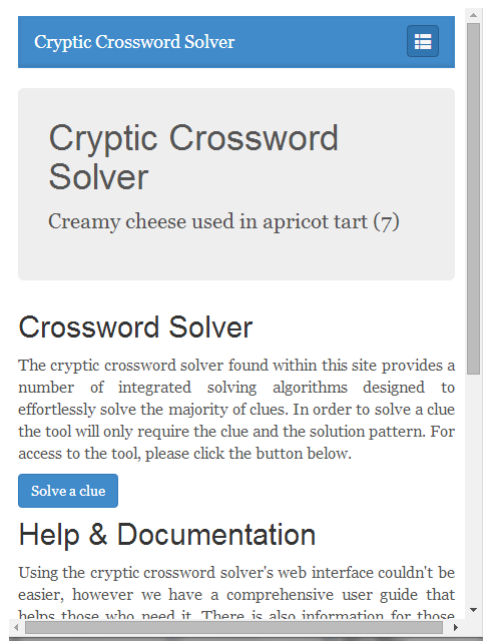 Cryptic Crossword Solver
Cryptic Crossword
Solver
Creamy cheese used in apricot tart (7)
Crossword Solver
The cryptic crossword solver found within this site provides a
number of integrated solving algorithms designed to
effortlessly solve the majority of clues. In order to solve a clue
the tool will only require the clue and the solution pattern. For
access to the tool, please click the button below.
Solve a clue
Help & Documentation
Using the cryptic crossword solver's web interface couldn't be
easier, however we have a comprehensive user guide that
helps those who need it. There is also information for those